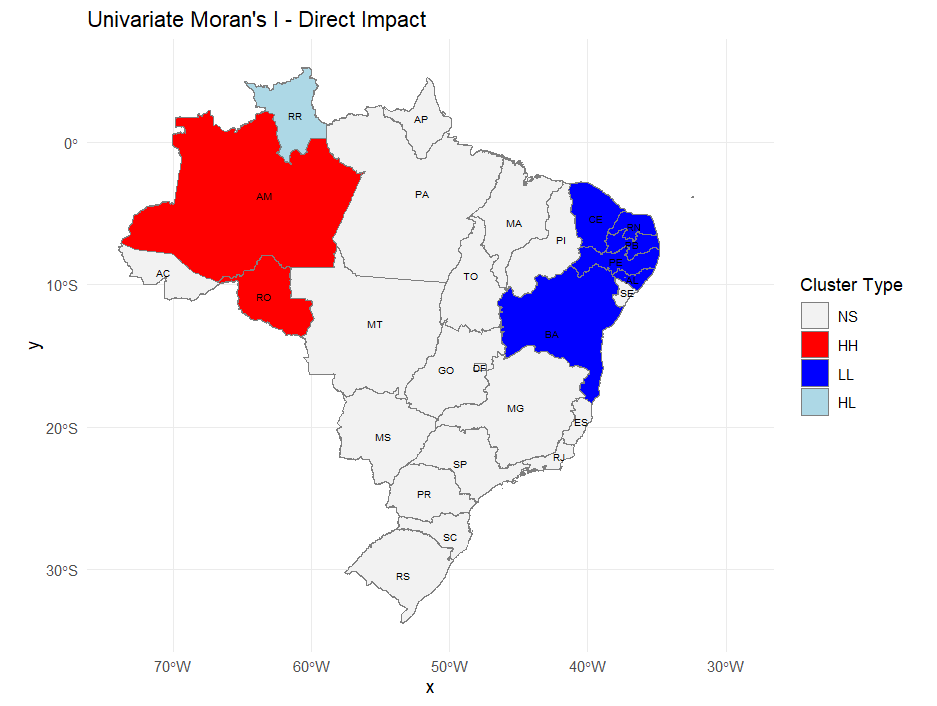 Univariate Moran's I - Direct Impact
RR
AP
0°
AM
PA
CE
MA
PI
AC
TO
10°S
RO
SE
MT
BA
GO
DF
MG
20°S
MS
ES
SP
RJ
PR
SC
30°S
RS
70°W
60°W
50°W
40°W
30°W
x
y
Cluster Type
NS
HH
LL
HL